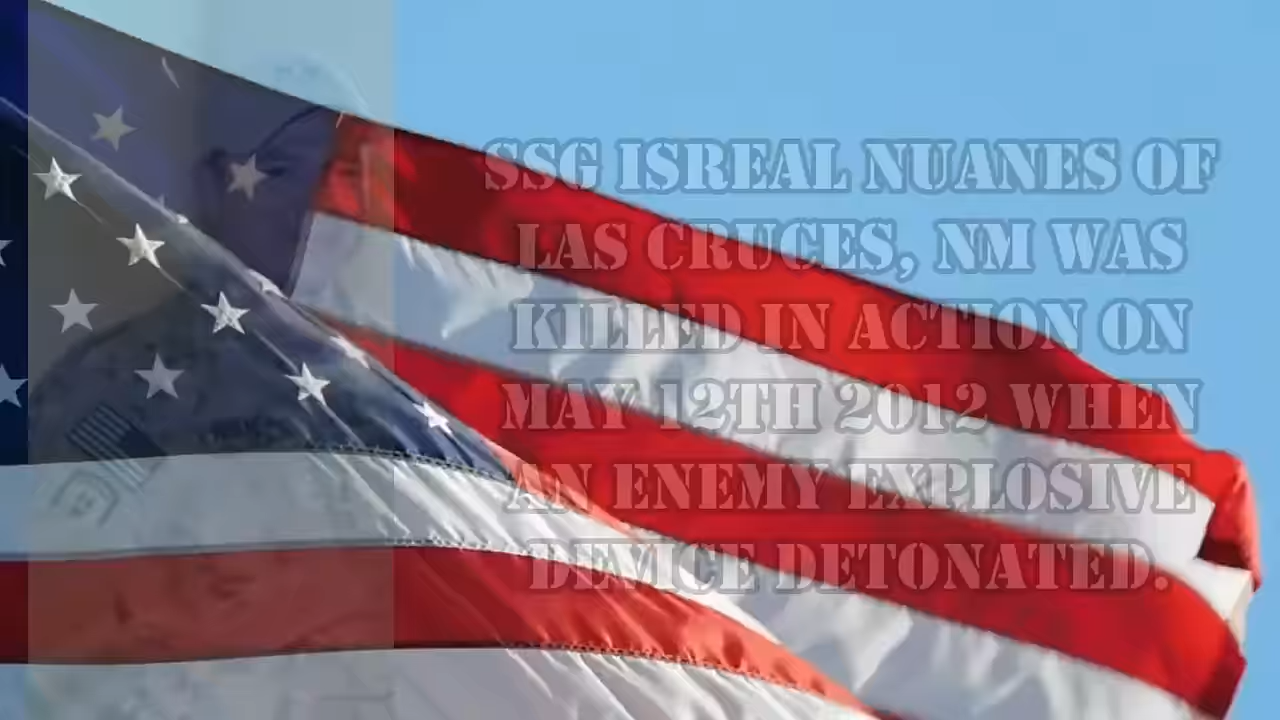 SSG ISREAL NUANES OF
LAS CRUCES, NM WAS
KILLED IN ACTION ON
MAY 12TH 2012 WHEN
AN ENEMY EXPLOSIVE
DEVICE DETONATED.